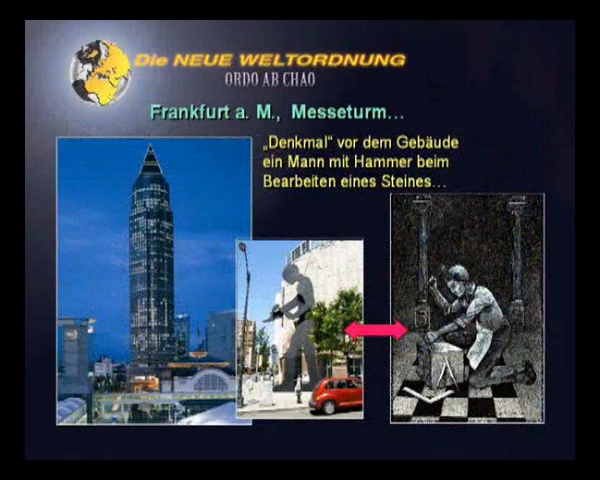 Die NEUE WELTORDNUNG
ORDO AB CHAO
Frankfurt a. M., Messeturm...
„Denkmal“ vor dem Gebäude
ein Mann mit Hammer beim
Bearbeiten eines Steines...